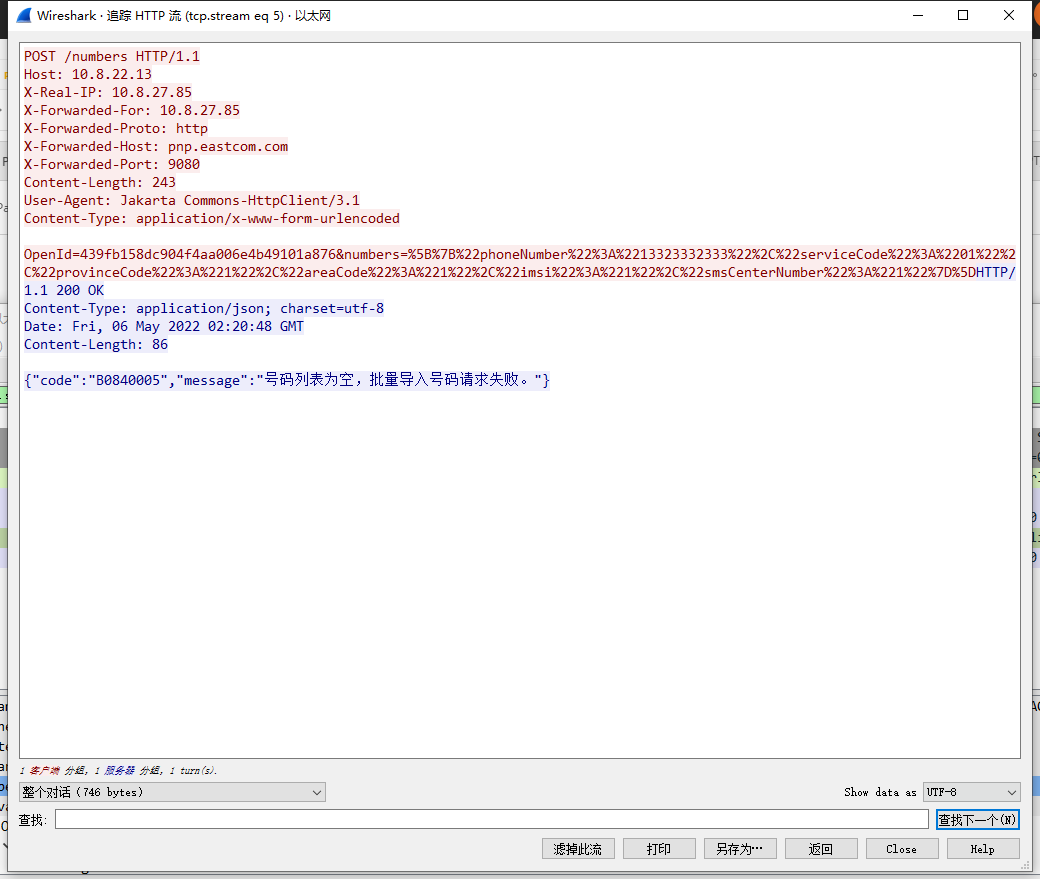 Wireshark · 追踪 HTTP 流 (tcp.stream eq 5) · 以太网
POST /numbers HTTP/1.1
Host: 10.8.22.13
X-Real-IP: 10.8.27.85
X-Forwarded-For: 10.8.27.85
X-Forwarded-Proto: http
X-Forwarded-Host: pnp.eastcom.com
X-Forwarded-Port: 9080
Content-Length: 243
User-Agent: Jakarta Commons-HttpClient/3.1
Content-Type: application/x-www-form-urlencoded
OpenId=439fb158dc904f4aa006e4b49101a876&numbers=%5B%7B%22phoneNumber%22%3A%2213323332333%22%2C%22serviceCode%22%3A%2201%22%2
C%22provinceCode%22%3A%221%22%2C%22areaCode%22%3A%221%22%2C%22imsi%22%3A%221%22%2C%22smsCenterNumber%22%3A%221%22%7D%5DHTTP/
1.1 200 OK
Content-Type: application/json; charset=utf-8
Date: Fri, 06 May 2022 02:20:48 GMT
Content-Length: 86
{"code":"B0840005","message":"号码列表为空，批量导入号码请求失败。"}
1 客户端 分组, 1 服务器 分组, 1 turn(s).
整个对话 (746 bytes)
Show data as
UTF-8
查找:
查找下一个(N)
滤掉此流
打印
另存为…
返回
Close
Help